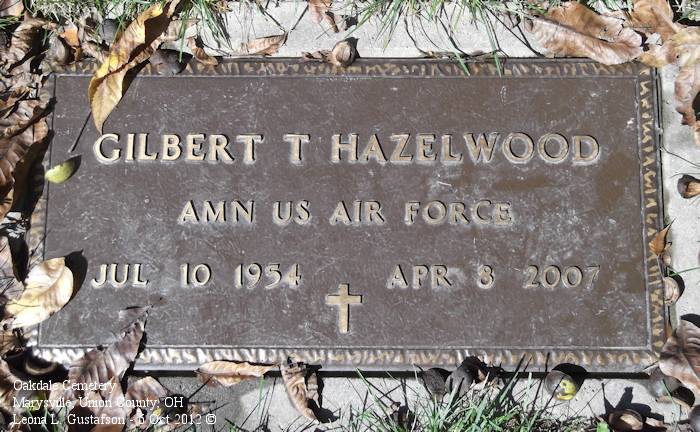 GILBERT T HAZELWOOD
AMN US AIR FORCE
JUL 10 1954 APR 8 2007
Oakdale Cemetery
Marysville, Union County, OH
Leona L. Gustafson - 6 Oct 2012 ©